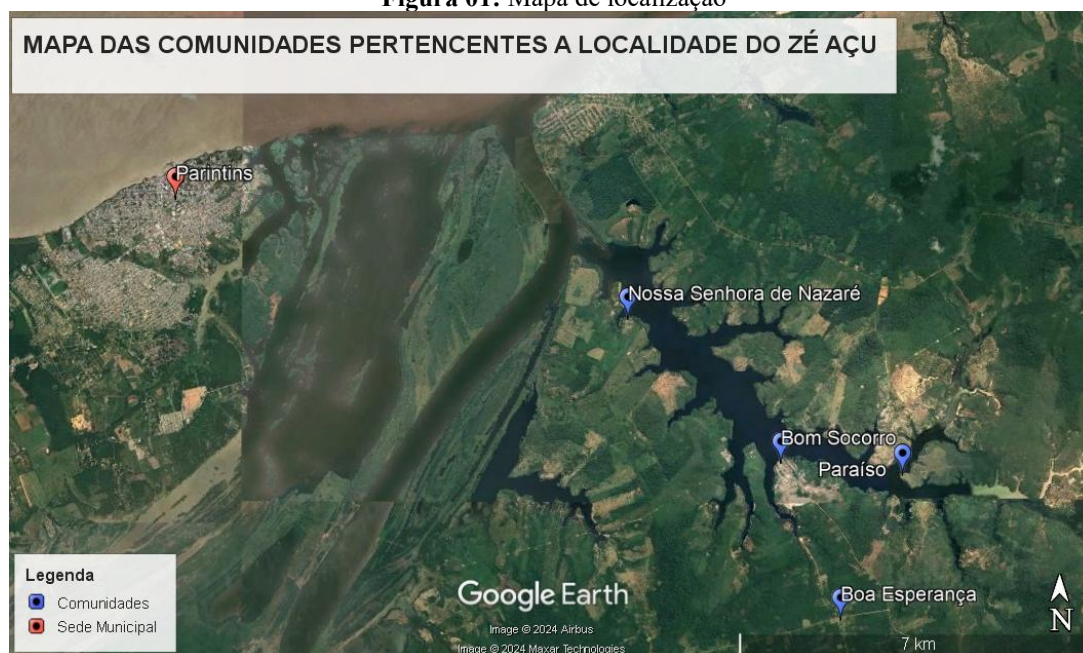 Figura 01: Mapa de localização
MAPA DAS COMUNIDADES PERTENCENTES A LOCALIDADE DO ZÉ AÇU
Parintins
Nossa Senhora de Nazaré
Bom Socorro
Paraíso
Boa Esperança
Legenda
Comunidades
Sede Municipal
Google Earth
Image © 2024 Airbus
Image © 2024 Maxar Technologies
7 km
N